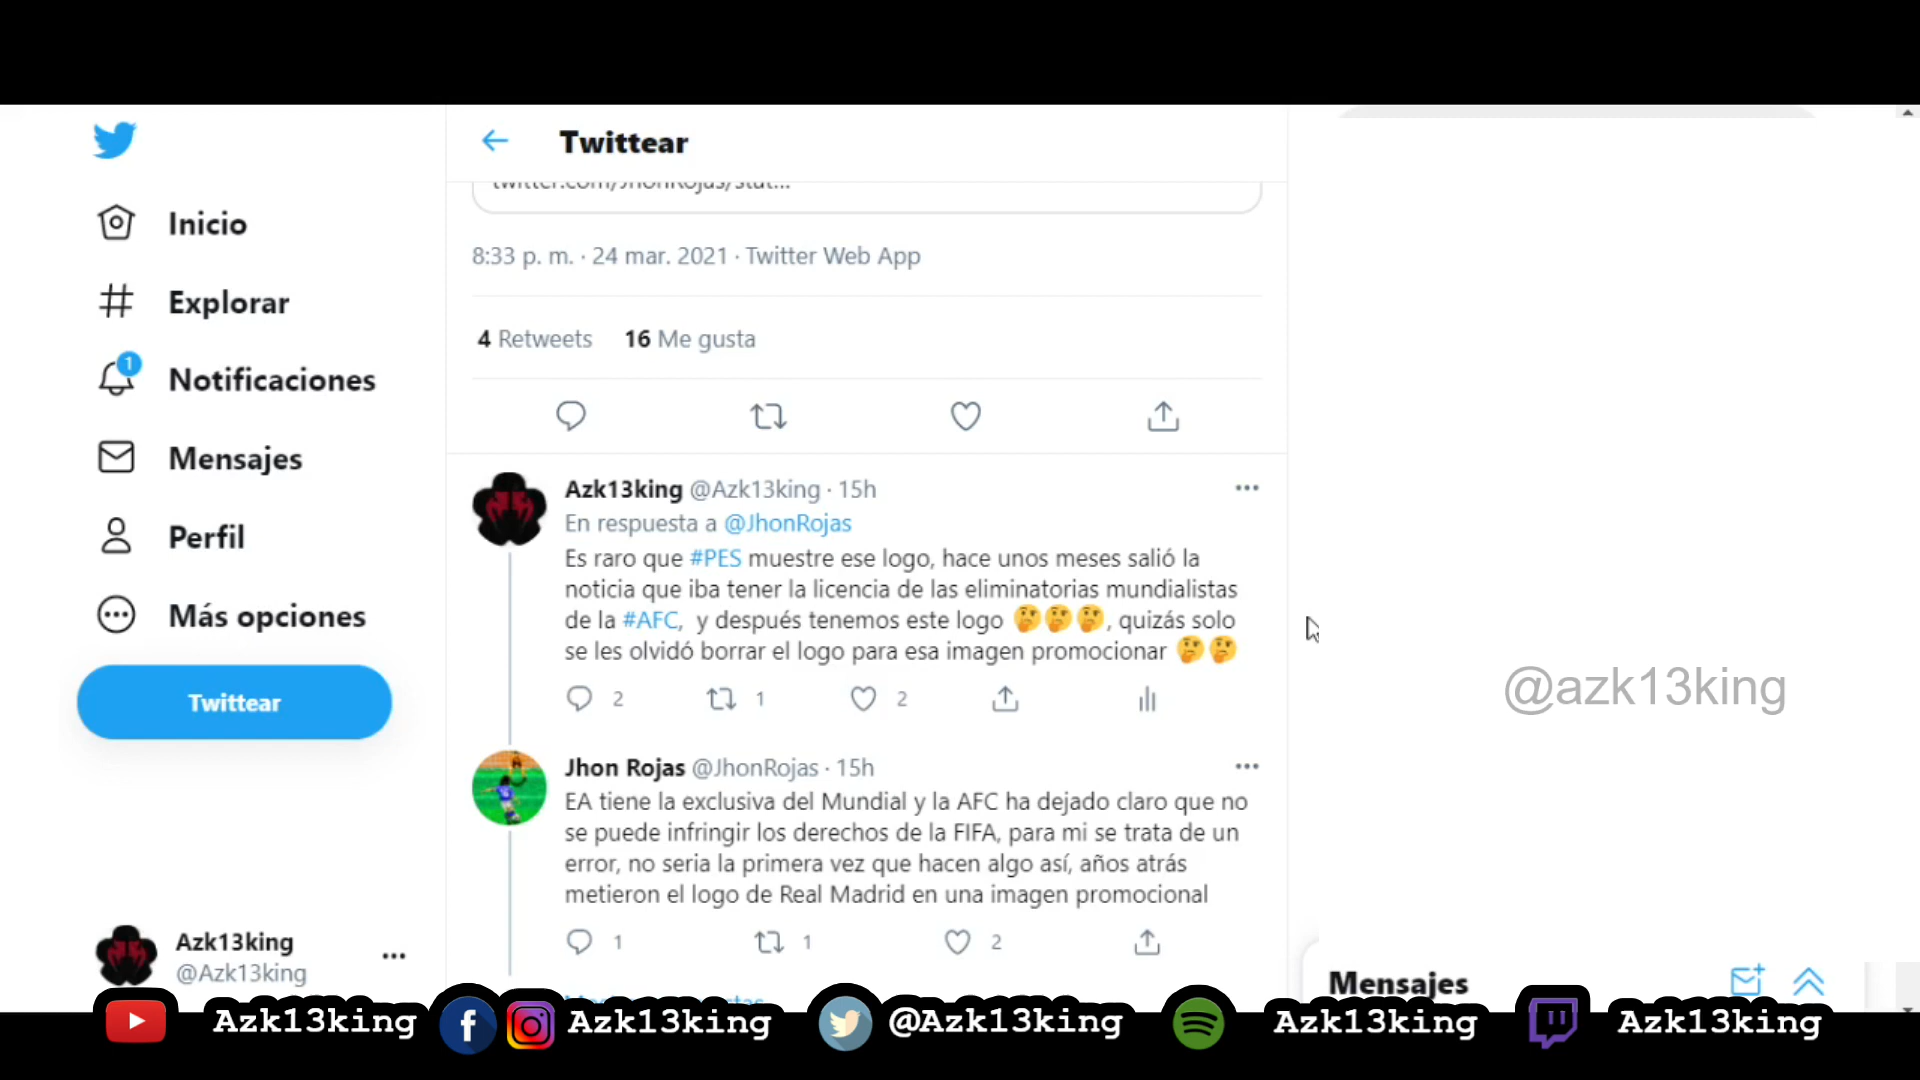 Twittear
twitter.com/JhonRojas/stat...
Inicio
Explorar
1
Notificaciones
Mensajes
Perfil
Más opciones
Twittear
8:33 p. m. · 24 mar. 2021 · Twitter Web App
4 Retweets 16 Me gusta
Azk13king @Azk13king · 15h
En respuesta a @JhonRojas
Es raro que #PES muestre ese logo, hace unos meses salió la
noticia que iba tener la licencia de las eliminatorias mundialistas
de la #AFC, y después tenemos este logo 🤔🤔🤔, quizás solo
se les olvidó borrar el logo para esa imagen promocionar 🤔🤔
2 1 2
Jhon Rojas @JhonRojas · 15h
EA tiene la exclusiva del Mundial y la AFC ha dejado claro que no
se puede infringir los derechos de la FIFA, para mi se trata de un
error, no seria la primera vez que hacen algo así, años atrás
metieron el logo de Real Madrid en una imagen promocional
1 1 2
@azk13king
Azk13king
@Azk13king
Mensajes
Azk13king Azk13king @Azk13king Azk13king Azk13king